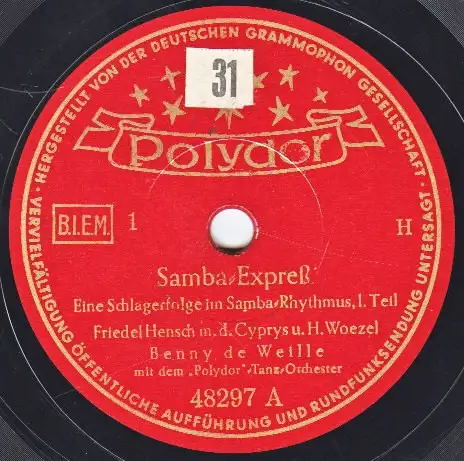 · HERGESTELLT VON DER DEUTSCHEN GRAMMOPHON GESELLSCHAFT ·
31
Polydor
B.I.E.M.
1
H
Samba-Expreß
Eine Schlagerfolge im Samba-Rhythmus, 1. Teil
Friedel Hensch m. d. Cyprys u. H. Woezel
Benny de Weille
mit dem „Polydor"-Tanz-Orchester
48297 A
VERVIELFÄLTIGUNG ÖFFENTLICHE AUFFÜHRUNG UND RUNDFUNKSENDUNG UNTERSAGT ·